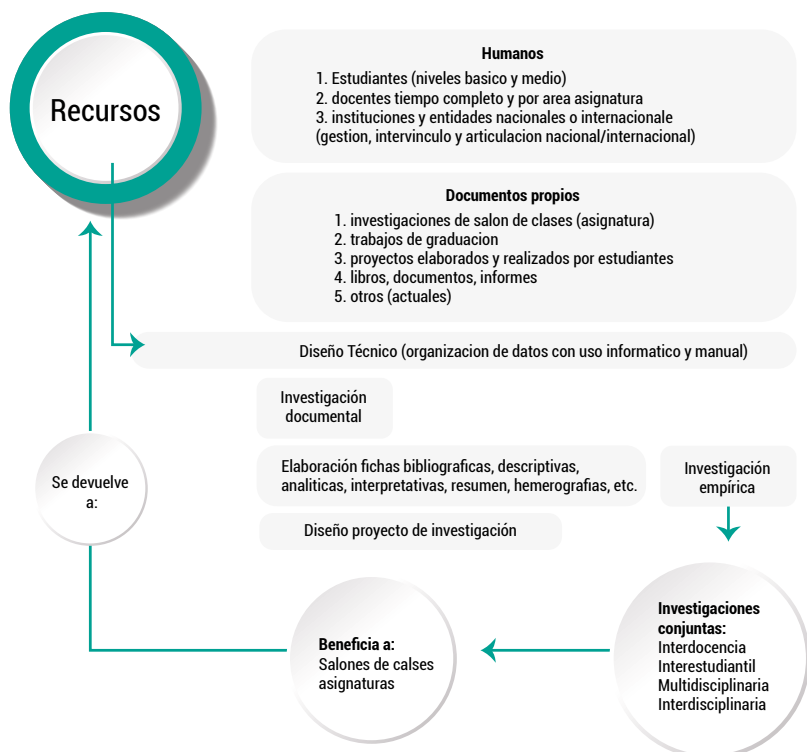 Recursos
Humanos
1. Estudiantes (niveles basico y medio)
2. docentes tiempo completo y por area asignatura
3. instituciones y entidades nacionales o internacionale
(gestion, intervinculo y articulacion nacional/internacional)
Documentos propios
1. investigaciones de salon de clases (asignatura)
2. trabajos de graduacion
3. proyectos elaborados y realizados por estudiantes
4. libros, documentos, informes
5. otros (actuales)
Diseño Técnico (organizacion de datos con uso informatico y manual)
Investigación
documental
Elaboración fichas bibliograficas, descriptivas,
analiticas, interpretativas, resumen, hemerografias, etc.
Investigación
empírica
Diseño proyecto de investigación
Se devuelve
a:
Beneficia a:
Salones de calses
asignaturas
Investigaciones
conjuntas:
Interdocencia
Interestudiantil
Multidisciplinaria
Interdisciplinaria